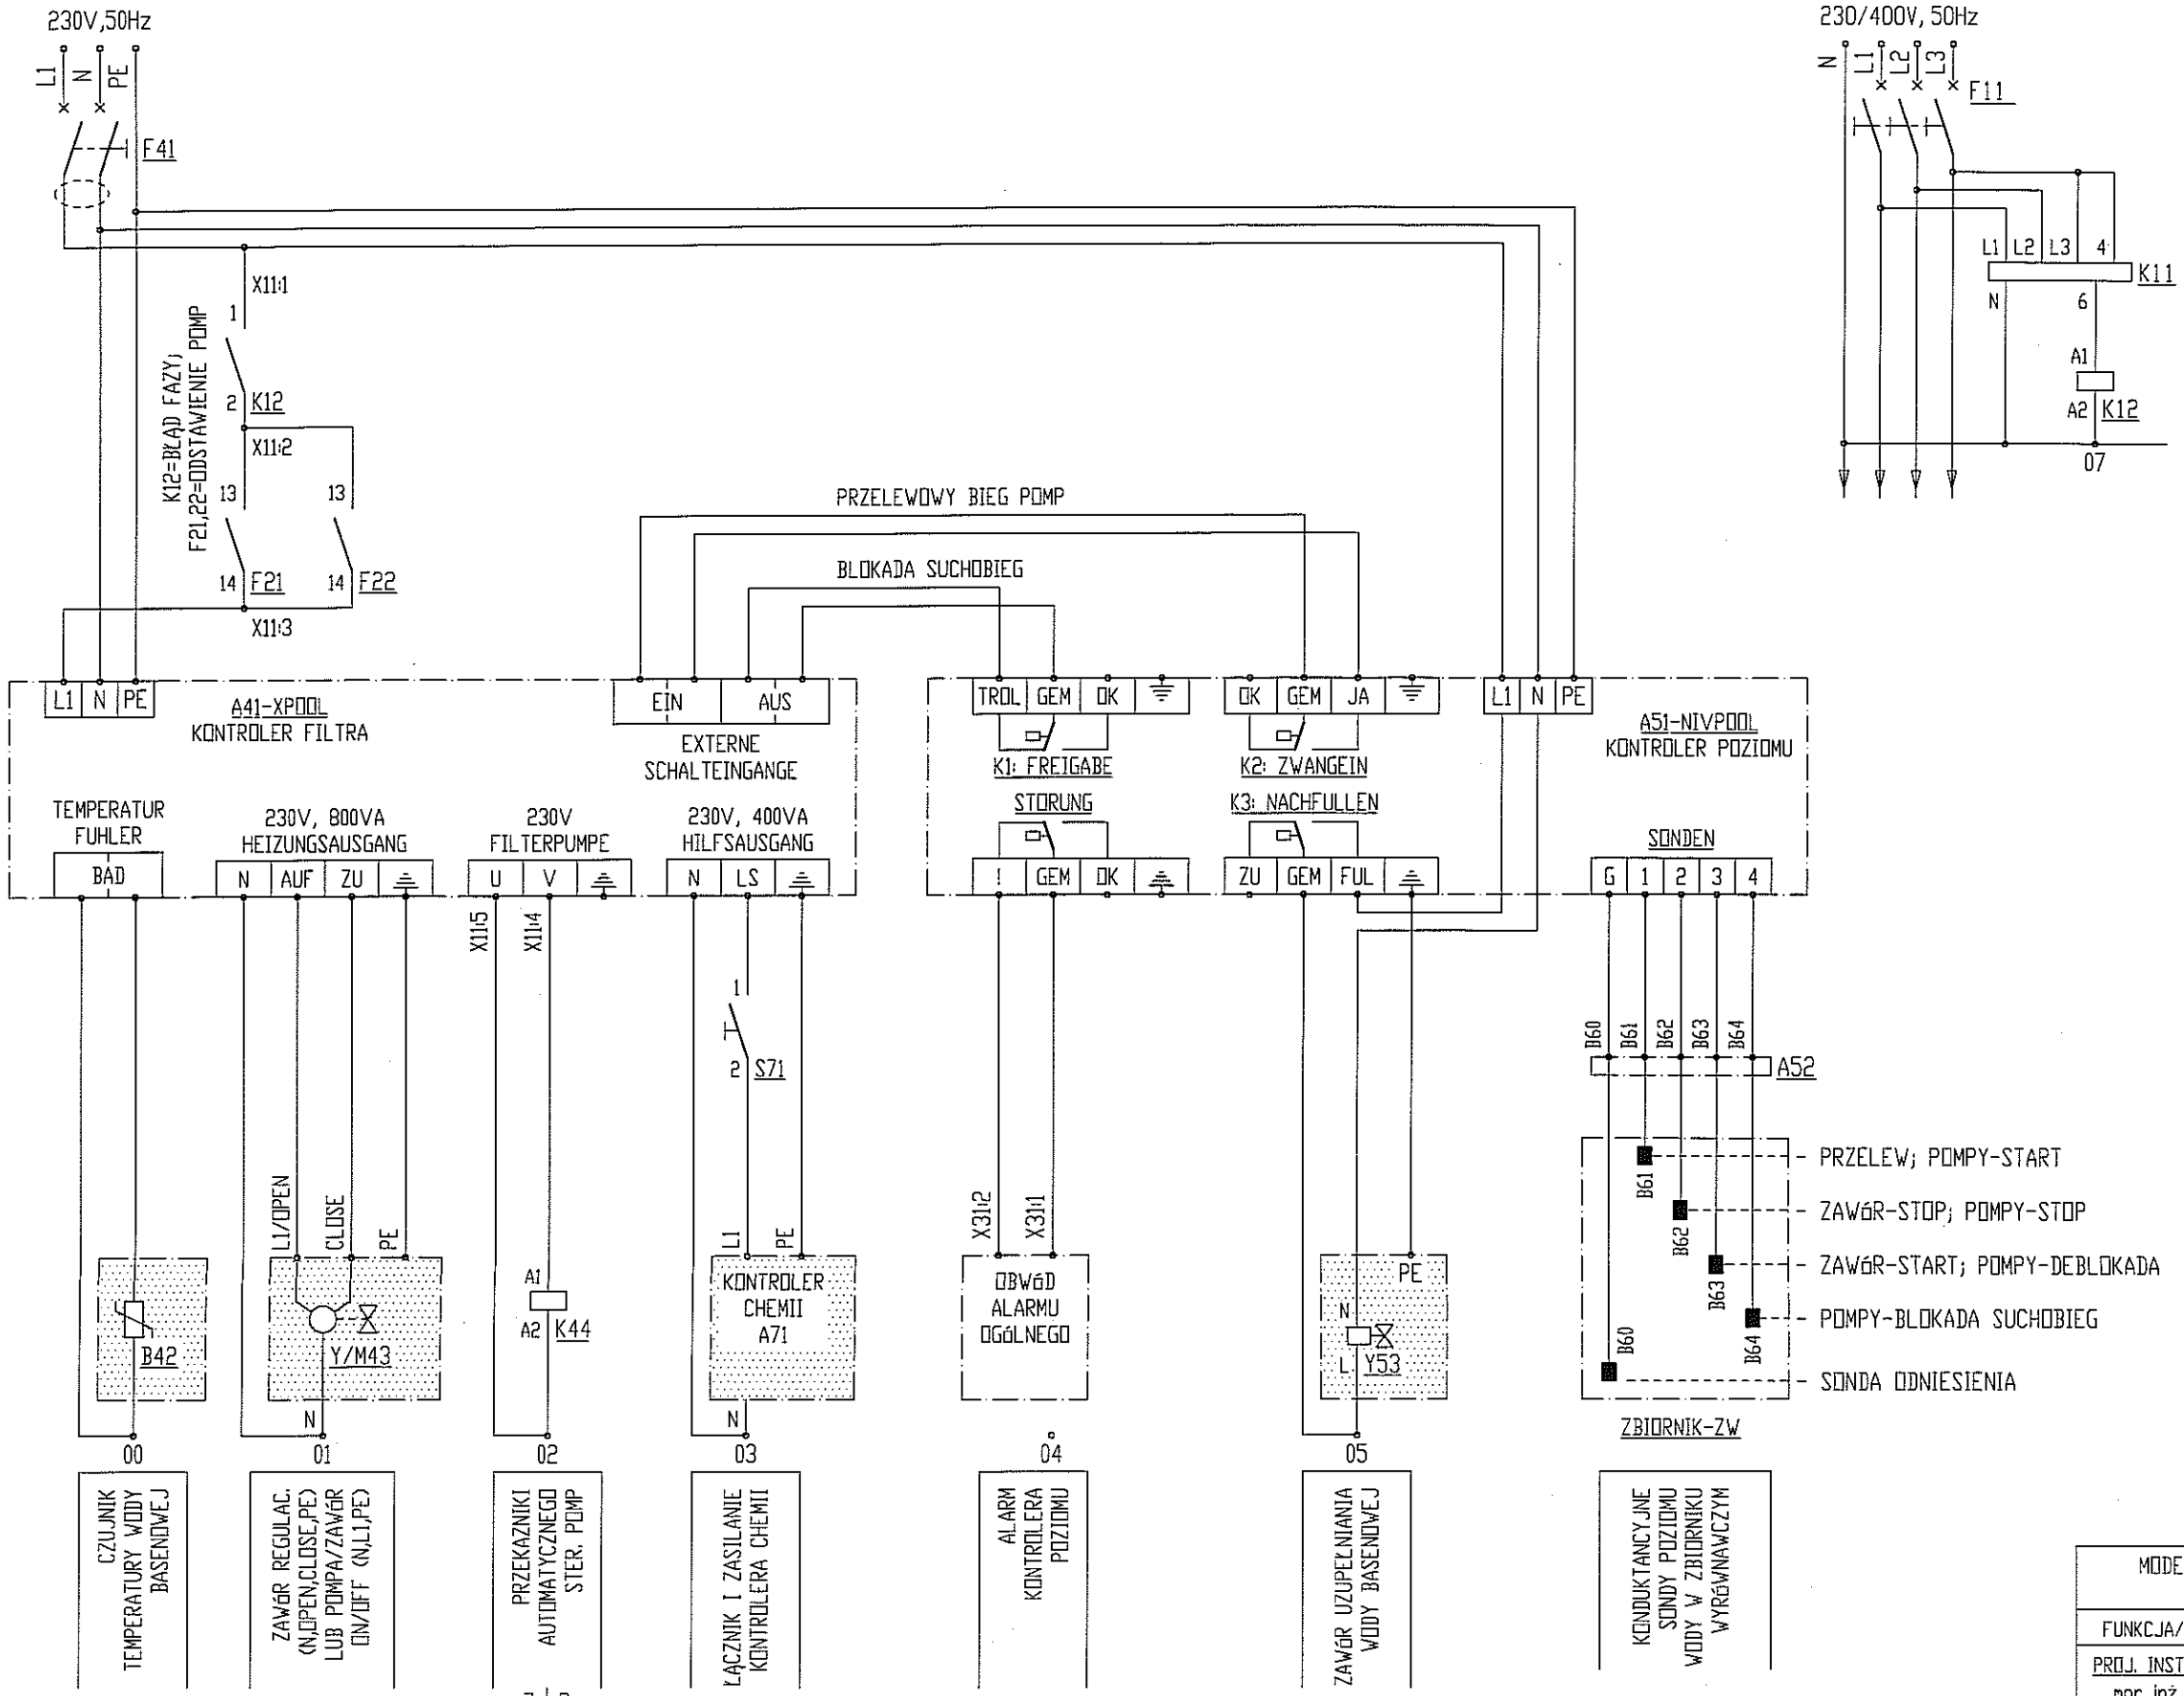 230V,50Hz
230/400V, 50Hz
L1
N
PE
N
L1
L2
L3
F11
F41
L1 L2 L3 4
K11
N
6
A1
A2 K12
07
X11:1
1
2 K12
X11:2
K12=BŁĄD FAZY;
F21,22=ODSTAWIENIE POMP
13
13
14 F21
14 F22
X11:3
PRZELEWOWY BIEG POMP
BLOKADA SUCHOBIEG
L1 N PE
A41-XPOOL
KONTROLER FILTRA
EIN
AUS
EXTERNE
SCHALTEINGANGE
TROL GEM OK
OK GEM JA
L1 N PE
A51-NIVPOOL
KONTROLER POZIOMU
K1: FREIGABE
K2: ZWANGEIN
STORUNG
K3: NACHFULLEN
SONDEN
TEMPERATUR
FUHLER
230V, 800VA
HEIZUNGSAUSGANG
230V
FILTERPUMPE
230V, 400VA
HILFSAUSGANG
BAD
N AUF ZU
U V
N LS
! GEM OK
ZU GEM FUL
G 1 2 3 4
X11:5
X11:4
1
2 S71
B60
B61
B62
B63
B64
A52
L1/OPEN
CLOSE
PE
L1
PE
X31:2
X31:1
B42
Y/M43
N
A1
A2 K44
KONTROLER
CHEMII
A71
N
OBWóD
ALARMU
OGóLNEGO
PE
N
L Y53
B61
B62
B63
B64
B60
PRZELEW; POMPY-START
ZAWóR-STOP; POMPY-STOP
ZAWóR-START; POMPY-DEBLOKADA
POMPY-BLOKADA SUCHOBIEG
SONDA ODNIESIENIA
ZBIORNIK-ZW
00
01
02
03
04
05
CZUJNIK
TEMPERATURY WODY
BASENOWEJ
ZAWóR REGULAC.
(N,OPEN,CLOSE,PE)
LUB POMPA/ZAWóR
ON/OFF (N,L1,PE)
PRZEKAZNIKI
AUTOMATYCZNEGO
STER. POMP
ŁĄCZNIK I ZASILANIE
KONTROLERA CHEMII
ALARM
KONTROLERA
POZIOMU
ZAWóR UZUPEŁNIANIA
WODY BASENOWEJ
KONDUKTANCYJNE
SONDY POZIOMU
WODY W ZBIORNIKU
WYRóWNAWCZYM
MODE
FUNKCJA/
PROJ. INST
mgr inż